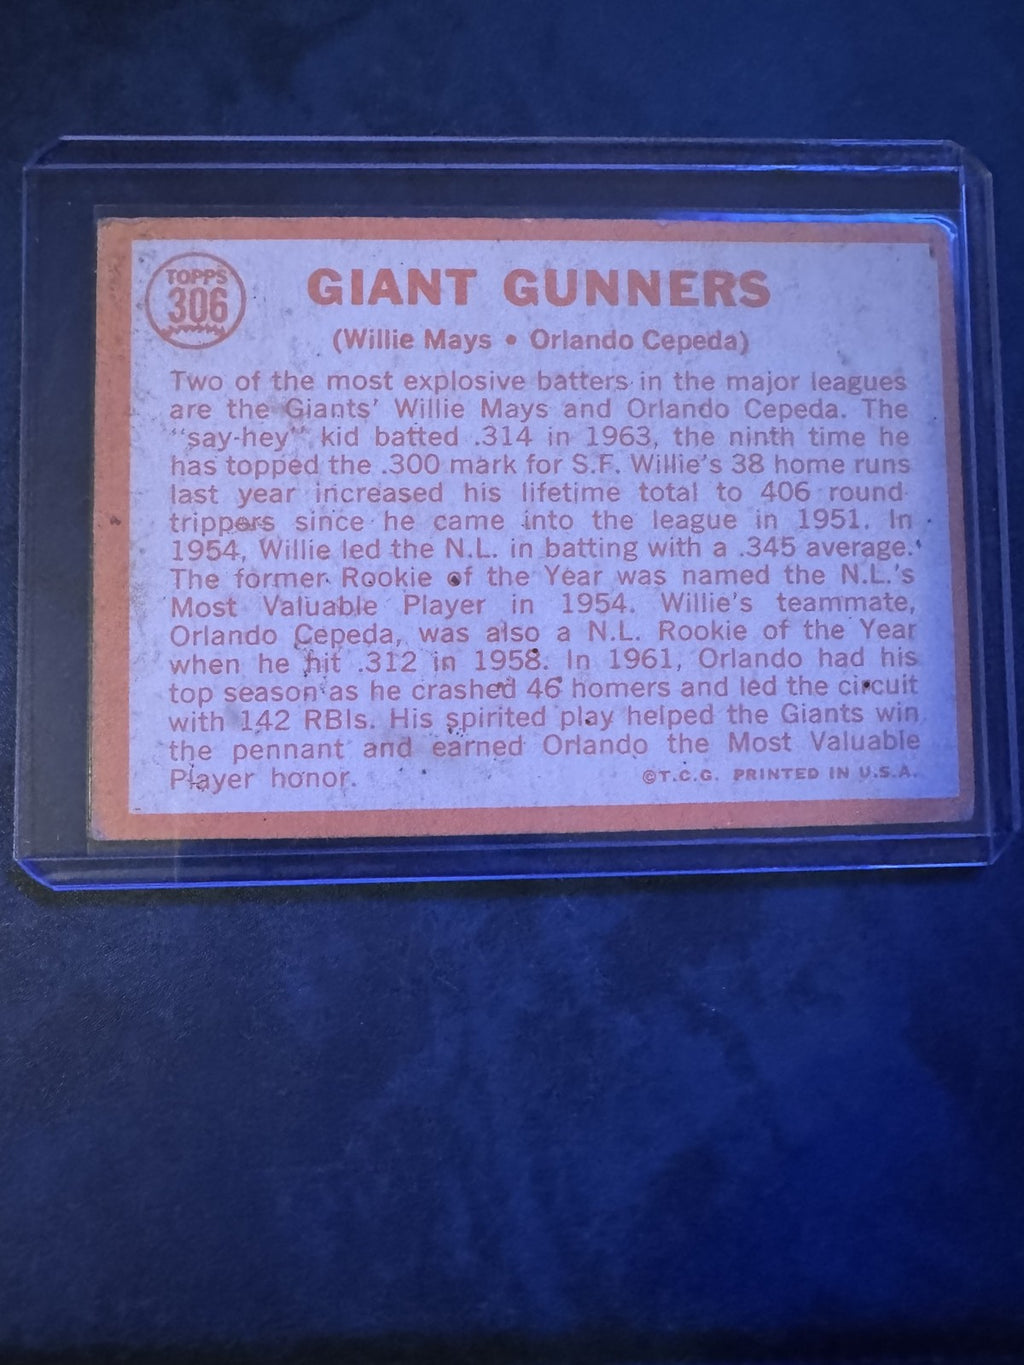 TOPPS
306
GIANT GUNNERS
(Willie Mays • Orlando Cepeda)
Two of the most explosive batters in the major leagues
are the Giants' Willie Mays and Orlando Cepeda. The
"say-hey" kid batted .314 in 1963, the ninth time he
has topped the .300 mark for S.F. Willie's 38 home runs
last year increased his lifetime total to 406 round
trippers since he came into the league in 1951. In
1954, Willie led the N.L. in batting with a .345 average.
The former Rookie of the Year was named the N.L.'s
Most Valuable Player in 1954. Willie's teammate,
Orlando Cepeda, was also a N.L. Rookie of the Year
when he hit .312 in 1958. In 1961, Orlando had his
top season as he crashed 46 homers and led the circuit
with 142 RBIs. His spirited play helped the Giants win
the pennant and earned Orlando the Most Valuable
Player honor.
©T.C.G. PRINTED IN U.S.A.